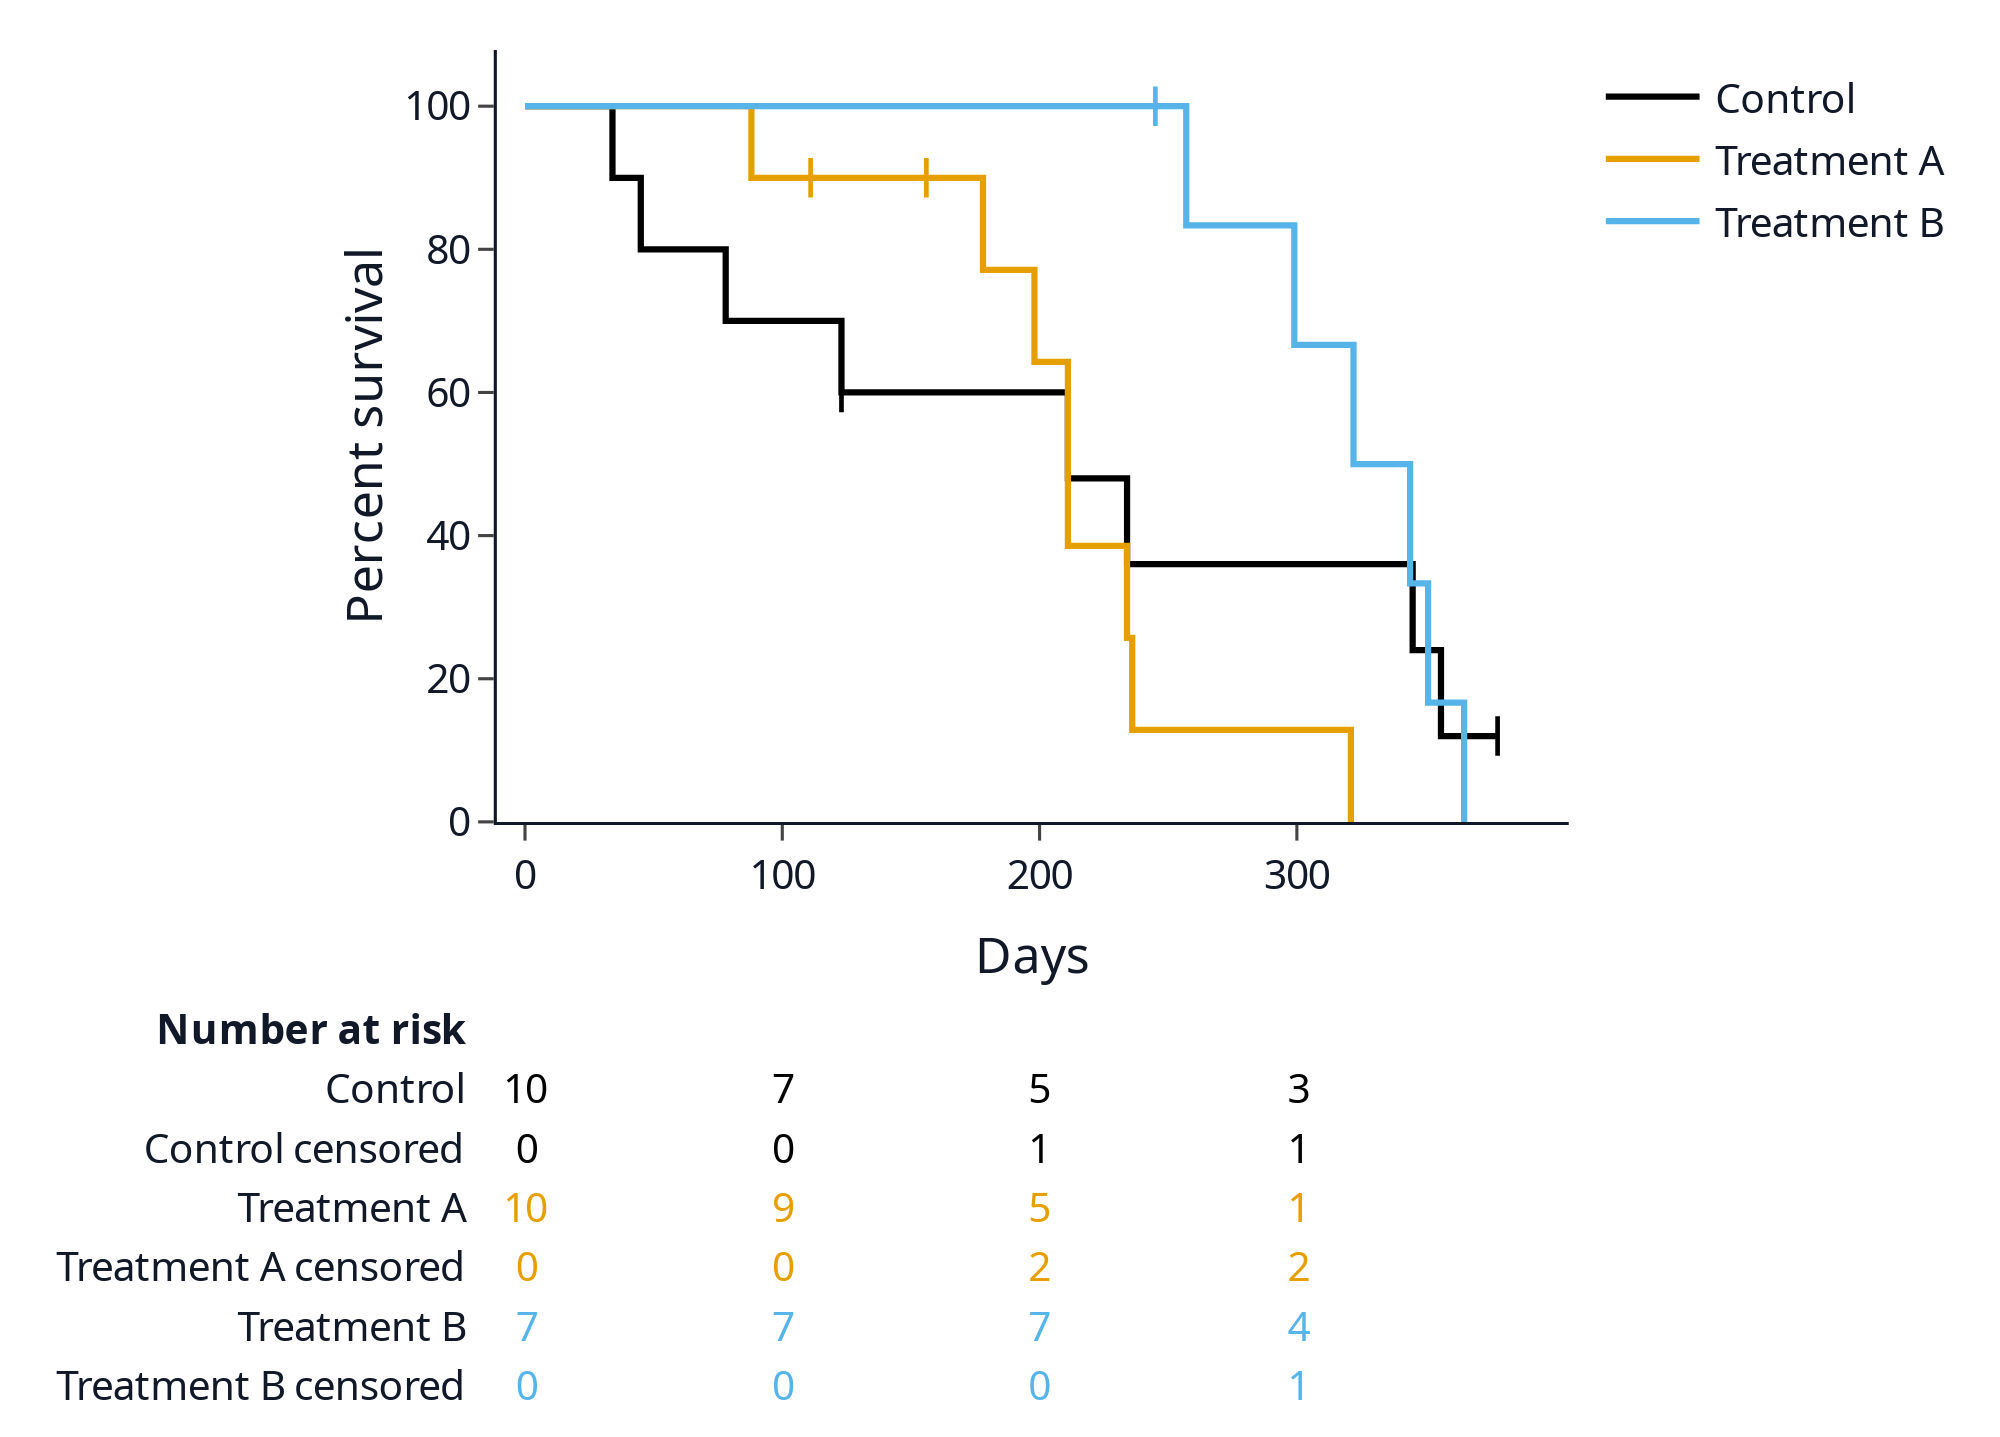 Control
Treatment A
Treatment B
Percent survival
100
80
60
40
20
0
0 100 200 300
Days
Number at risk
Control 10 7 5 3
Control censored 0 0 1 1
Treatment A 10 9 5 1
Treatment A censored 0 0 2 2
Treatment B 7 7 7 4
Treatment B censored 0 0 0 1